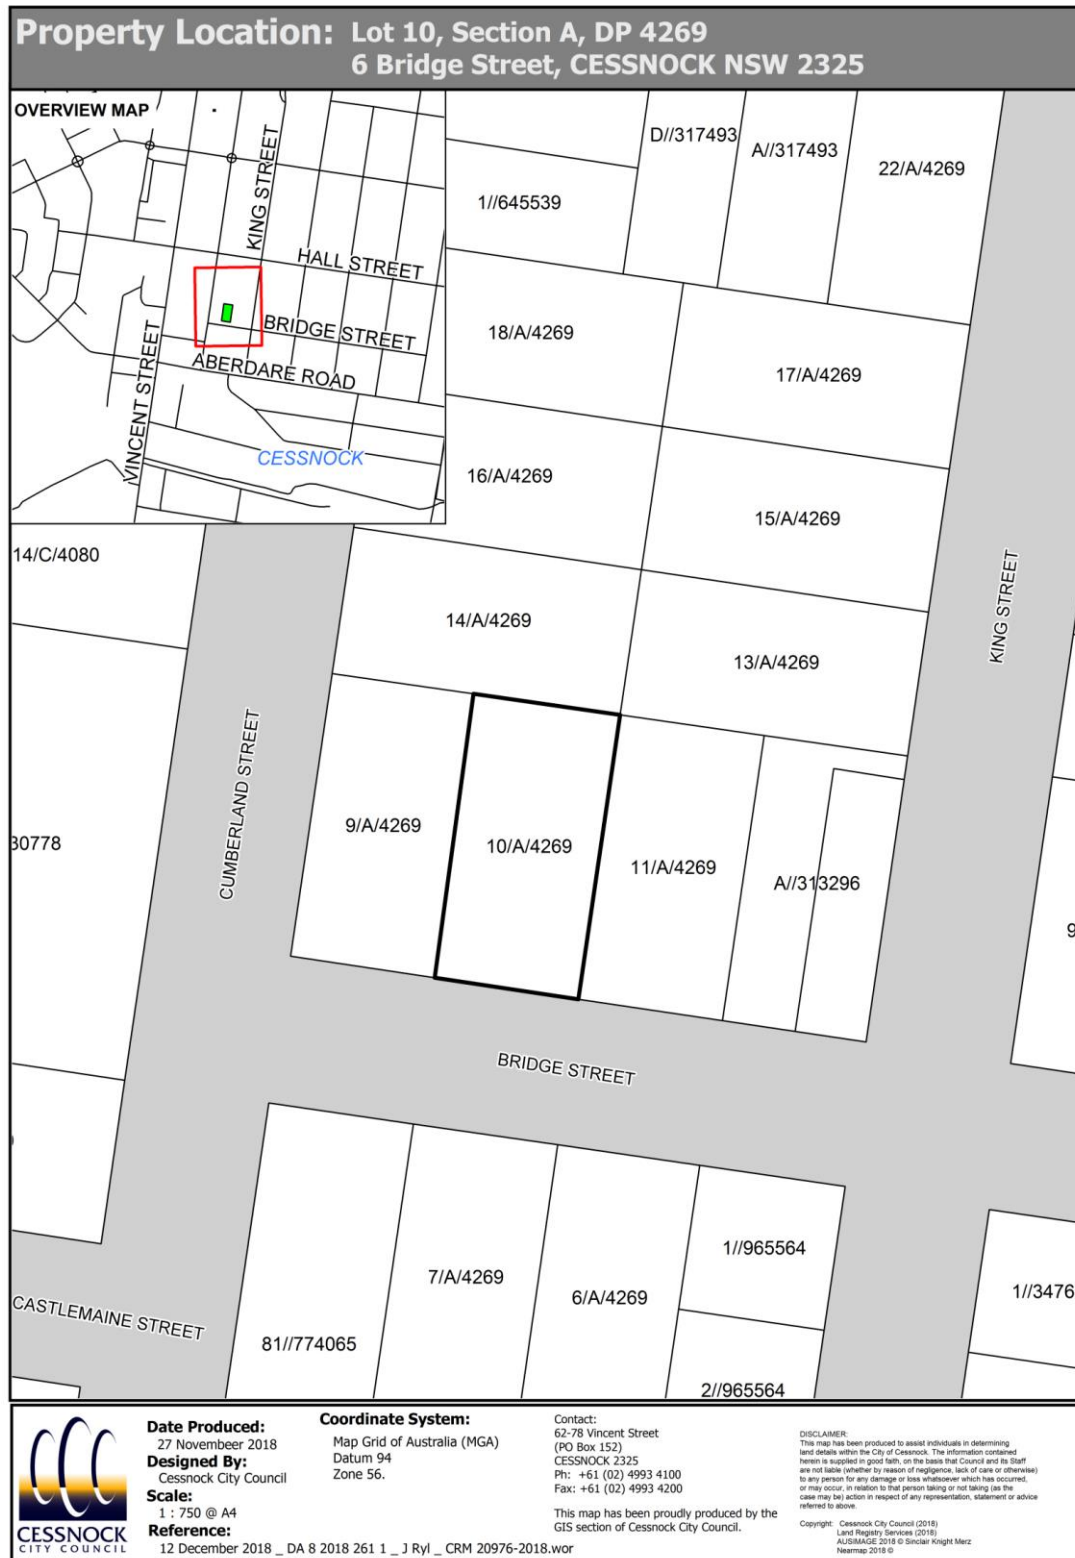 Property Location: Lot 10, Section A, DP 4269
6 Bridge Street, CESSNOCK NSW 2325
OVERVIEW MAP
KING STREET
HALL STREET
BRIDGE STREET
ABERDARE ROAD
VINCENT STREET
CESSNOCK
D//317493
A//317493
22/A/4269
1//645539
18/A/4269
17/A/4269
16/A/4269
15/A/4269
14/C/4080
14/A/4269
13/A/4269
KING STREET
CUMBERLAND STREET
9/A/4269
10/A/4269
11/A/4269
A//313296
30778
9
BRIDGE STREET
1//965564
7/A/4269
6/A/4269
1//3476
CASTLEMAINE STREET
81//774065
2//965564
CESSNOCK
CITY COUNCIL
Date Produced:
27 Novembeer 2018
Designed By:
Cessnock City Council
Scale:
1 : 750 @ A4
Reference:
12 December 2018 _ DA 8 2018 261 1 _ J Ryl _ CRM 20976-2018.wor
Coordinate System:
Map Grid of Australia (MGA)
Datum 94
Zone 56.
Contact:
62-78 Vincent Street
(PO Box 152)
CESSNOCK 2325
Ph: +61 (02) 4993 4100
Fax: +61 (02) 4993 4200
This map has been proudly produced by the
GIS section of Cessnock City Council.
DISCLAIMER:
This map has been produced to assist individuals in determining
land details within the City of Cessnock. The information contained
herein is supplied in good faith, on the basis that Council and its Staff
are not liable (whether by reason of negligence, lack of care or otherwise)
to any person for any damage or loss whatsoever which has occurred,
or may occur, in relation to that person taking or not taking (as the
case may be) action in respect of any representation, statement or advice
referred to above.
Copyright: Cessnock City Council (2018)
Land Registry Services (2018)
AUSIMAGE 2018 © Sinclair Knight Merz
Nearmap 2018 ©